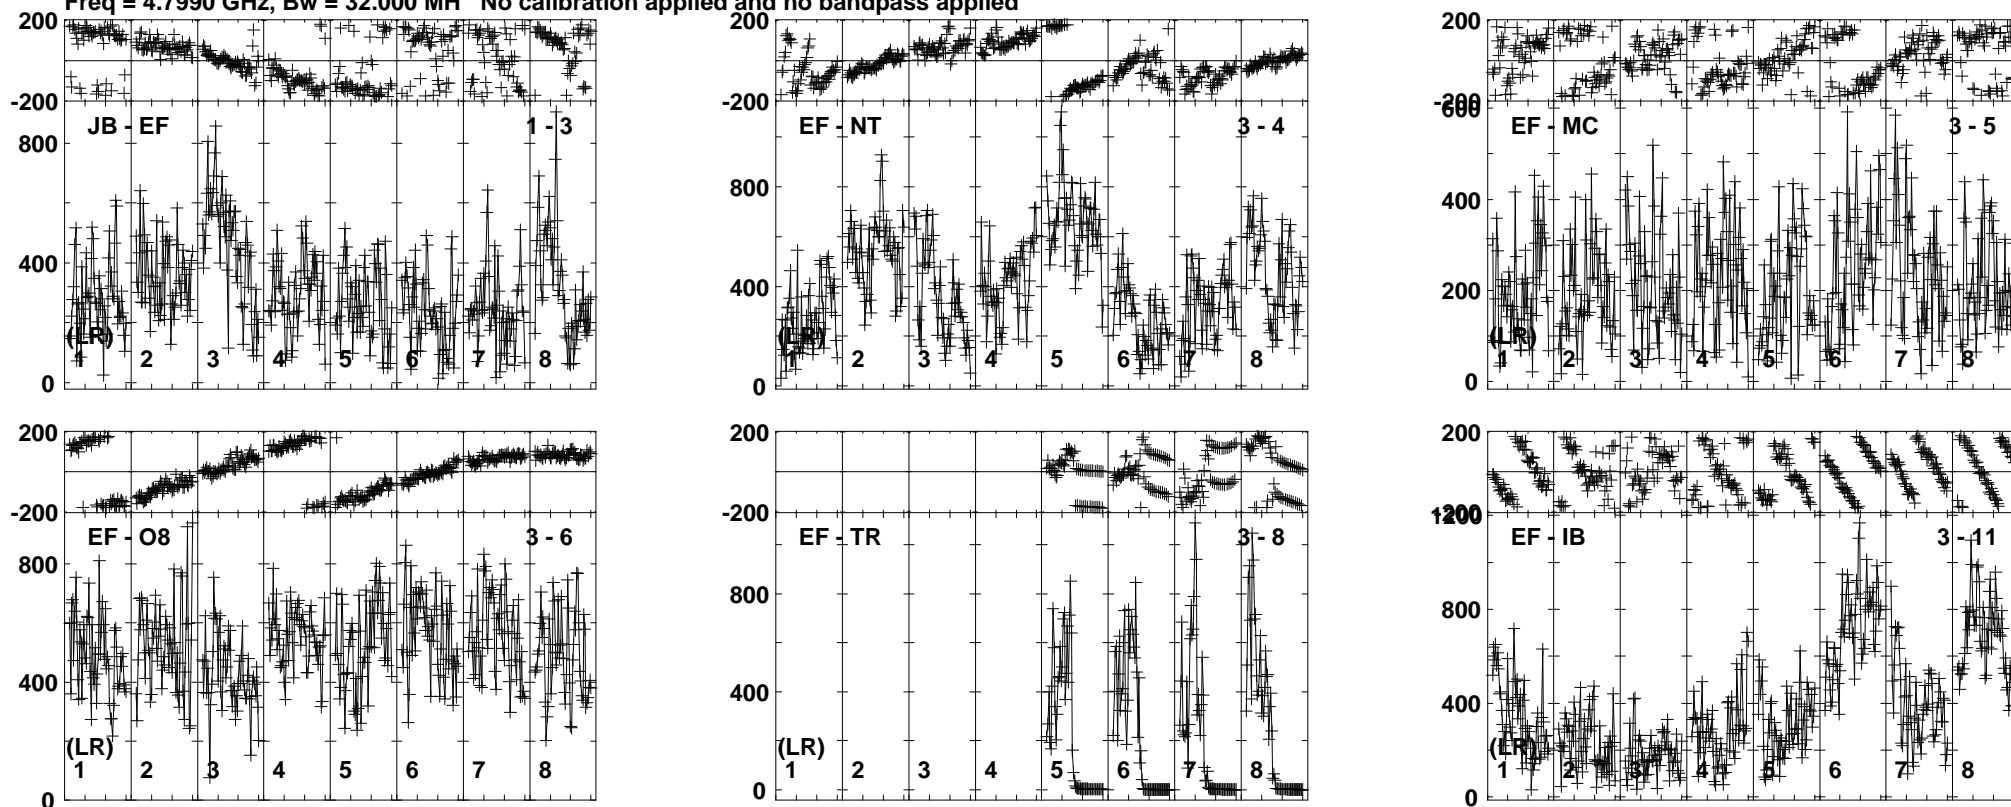 Freq = 4.7990 GHz, Bw = 32.000 MH No calibration applied and no bandpass applied
200
-200
JB - EF
1 - 3
800
400
(LR)
1 2 3 4 5 6 7 8
0
200
-200
EF - NT
3 - 4
800
400
(LR)
1 2 3 4 5 6 7 8
0
200
-200
600
EF - MC
3 - 5
400
200
(LR)
1 2 3 4 5 6 7 8
0
200
-200
EF - O8
3 - 6
800
400
(LR)
1 2 3 4 5 6 7 8
0
200
-200
EF - TR
3 - 8
800
400
(LR)
1 2 3 4 5 6 7 8
0
200
-200
1200
EF - IB
3 - 11
800
400
(LR)
1 2 3 4 5 6 7 8
0